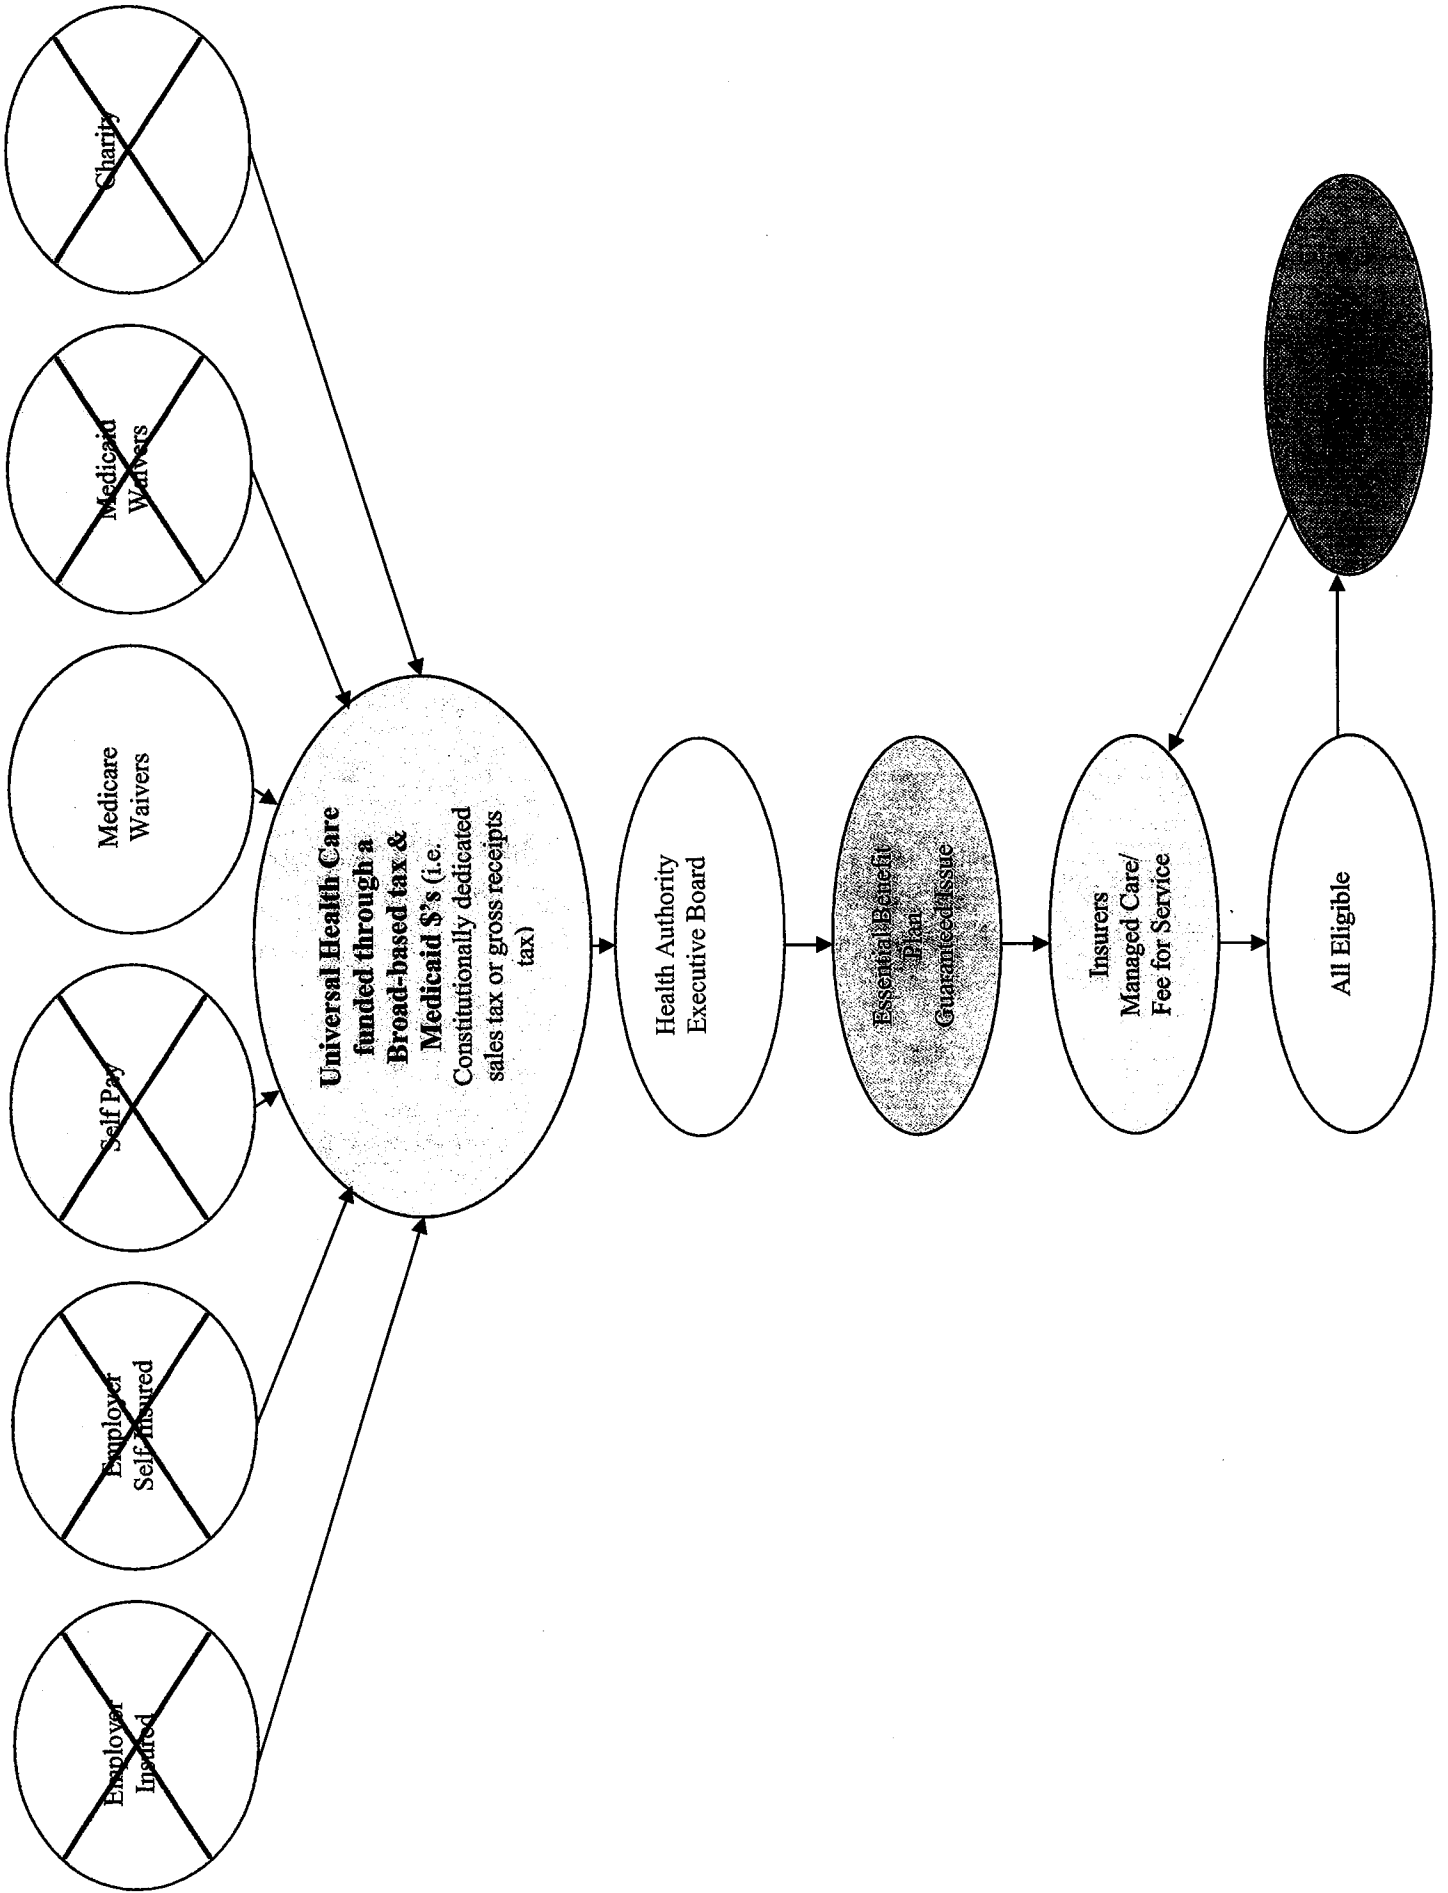 Employer
Insured
Employer
Self-Insured
Self Pay
Medicare
Waivers
Medicaid
Waivers
Charity
Universal Health Care
funded through a
Broad-based tax &
Medicaid $'s (i.e.
Constitutionally dedicated
sales tax or gross receipts
tax)
Health Authority
Executive Board
Essential Benefit
Plan
Guaranteed Issue
Insurers
Managed Care/
Fee for Service
All Eligible